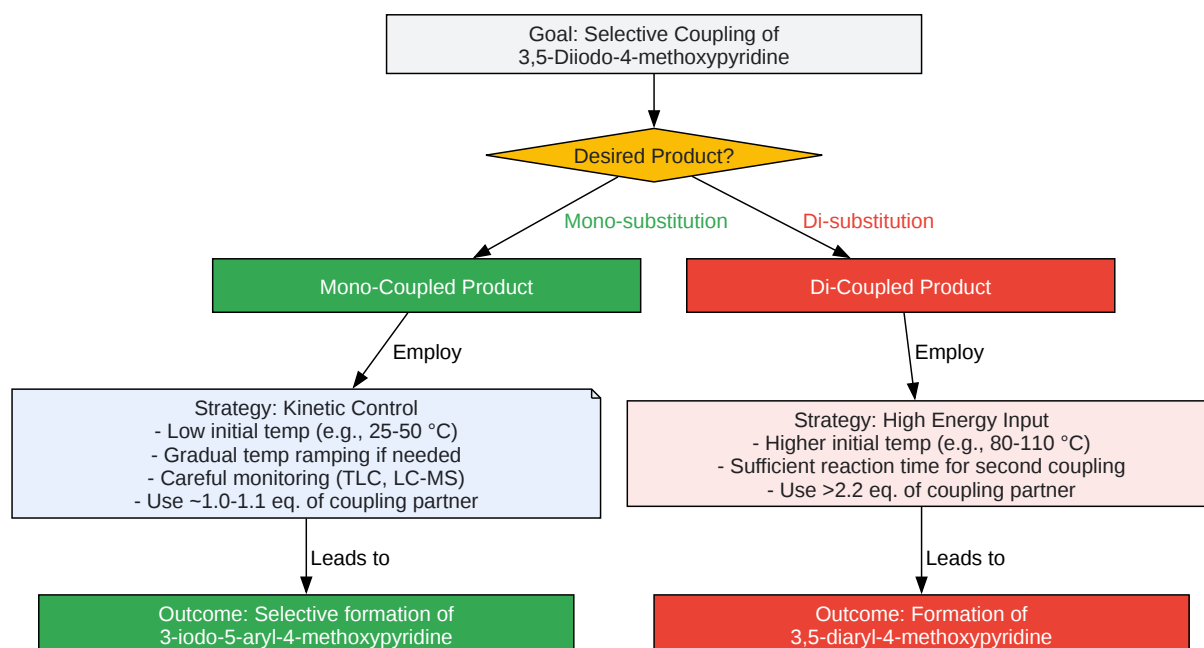 Goal: Selective Coupling of
3,5-Diiodo-4-methoxypyridine
Desired Product?
Mono-substitution
Di-substitution
Mono-Coupled Product
Di-Coupled Product
Employ
Employ
Strategy: Kinetic Control
- Low initial temp (e.g., 25-50 °C)
- Gradual temp ramping if needed
- Careful monitoring (TLC, LC-MS)
- Use ~1.0-1.1 eq. of coupling partner
Strategy: High Energy Input
- Higher initial temp (e.g., 80-110 °C)
- Sufficient reaction time for second coupling
- Use >2.2 eq. of coupling partner
Leads to
Leads to
Outcome: Selective formation of
3-iodo-5-aryl-4-methoxypyridine
Outcome: Formation of
3,5-diaryl-4-methoxypyridine